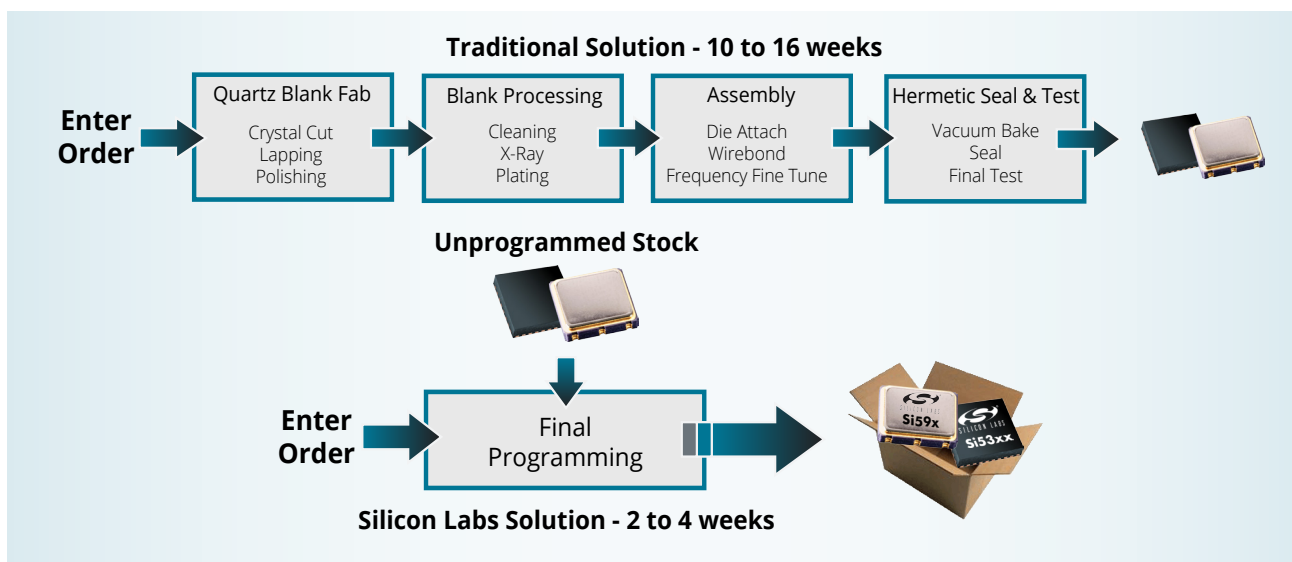 Traditional Solution - 10 to 16 weeks
Enter
Order
Quartz Blank Fab
Crystal Cut
Lapping
Polishing
Blank Processing
Cleaning
X-Ray
Plating
Assembly
Die Attach
Wirebond
Frequency Fine Tune
Hermetic Seal & Test
Vacuum Bake
Seal
Final Test
Unprogrammed Stock
Enter
Order
Final
Programming
SILICON LABS
Si59x
SILICON LABS
Si53xx
Silicon Labs Solution - 2 to 4 weeks